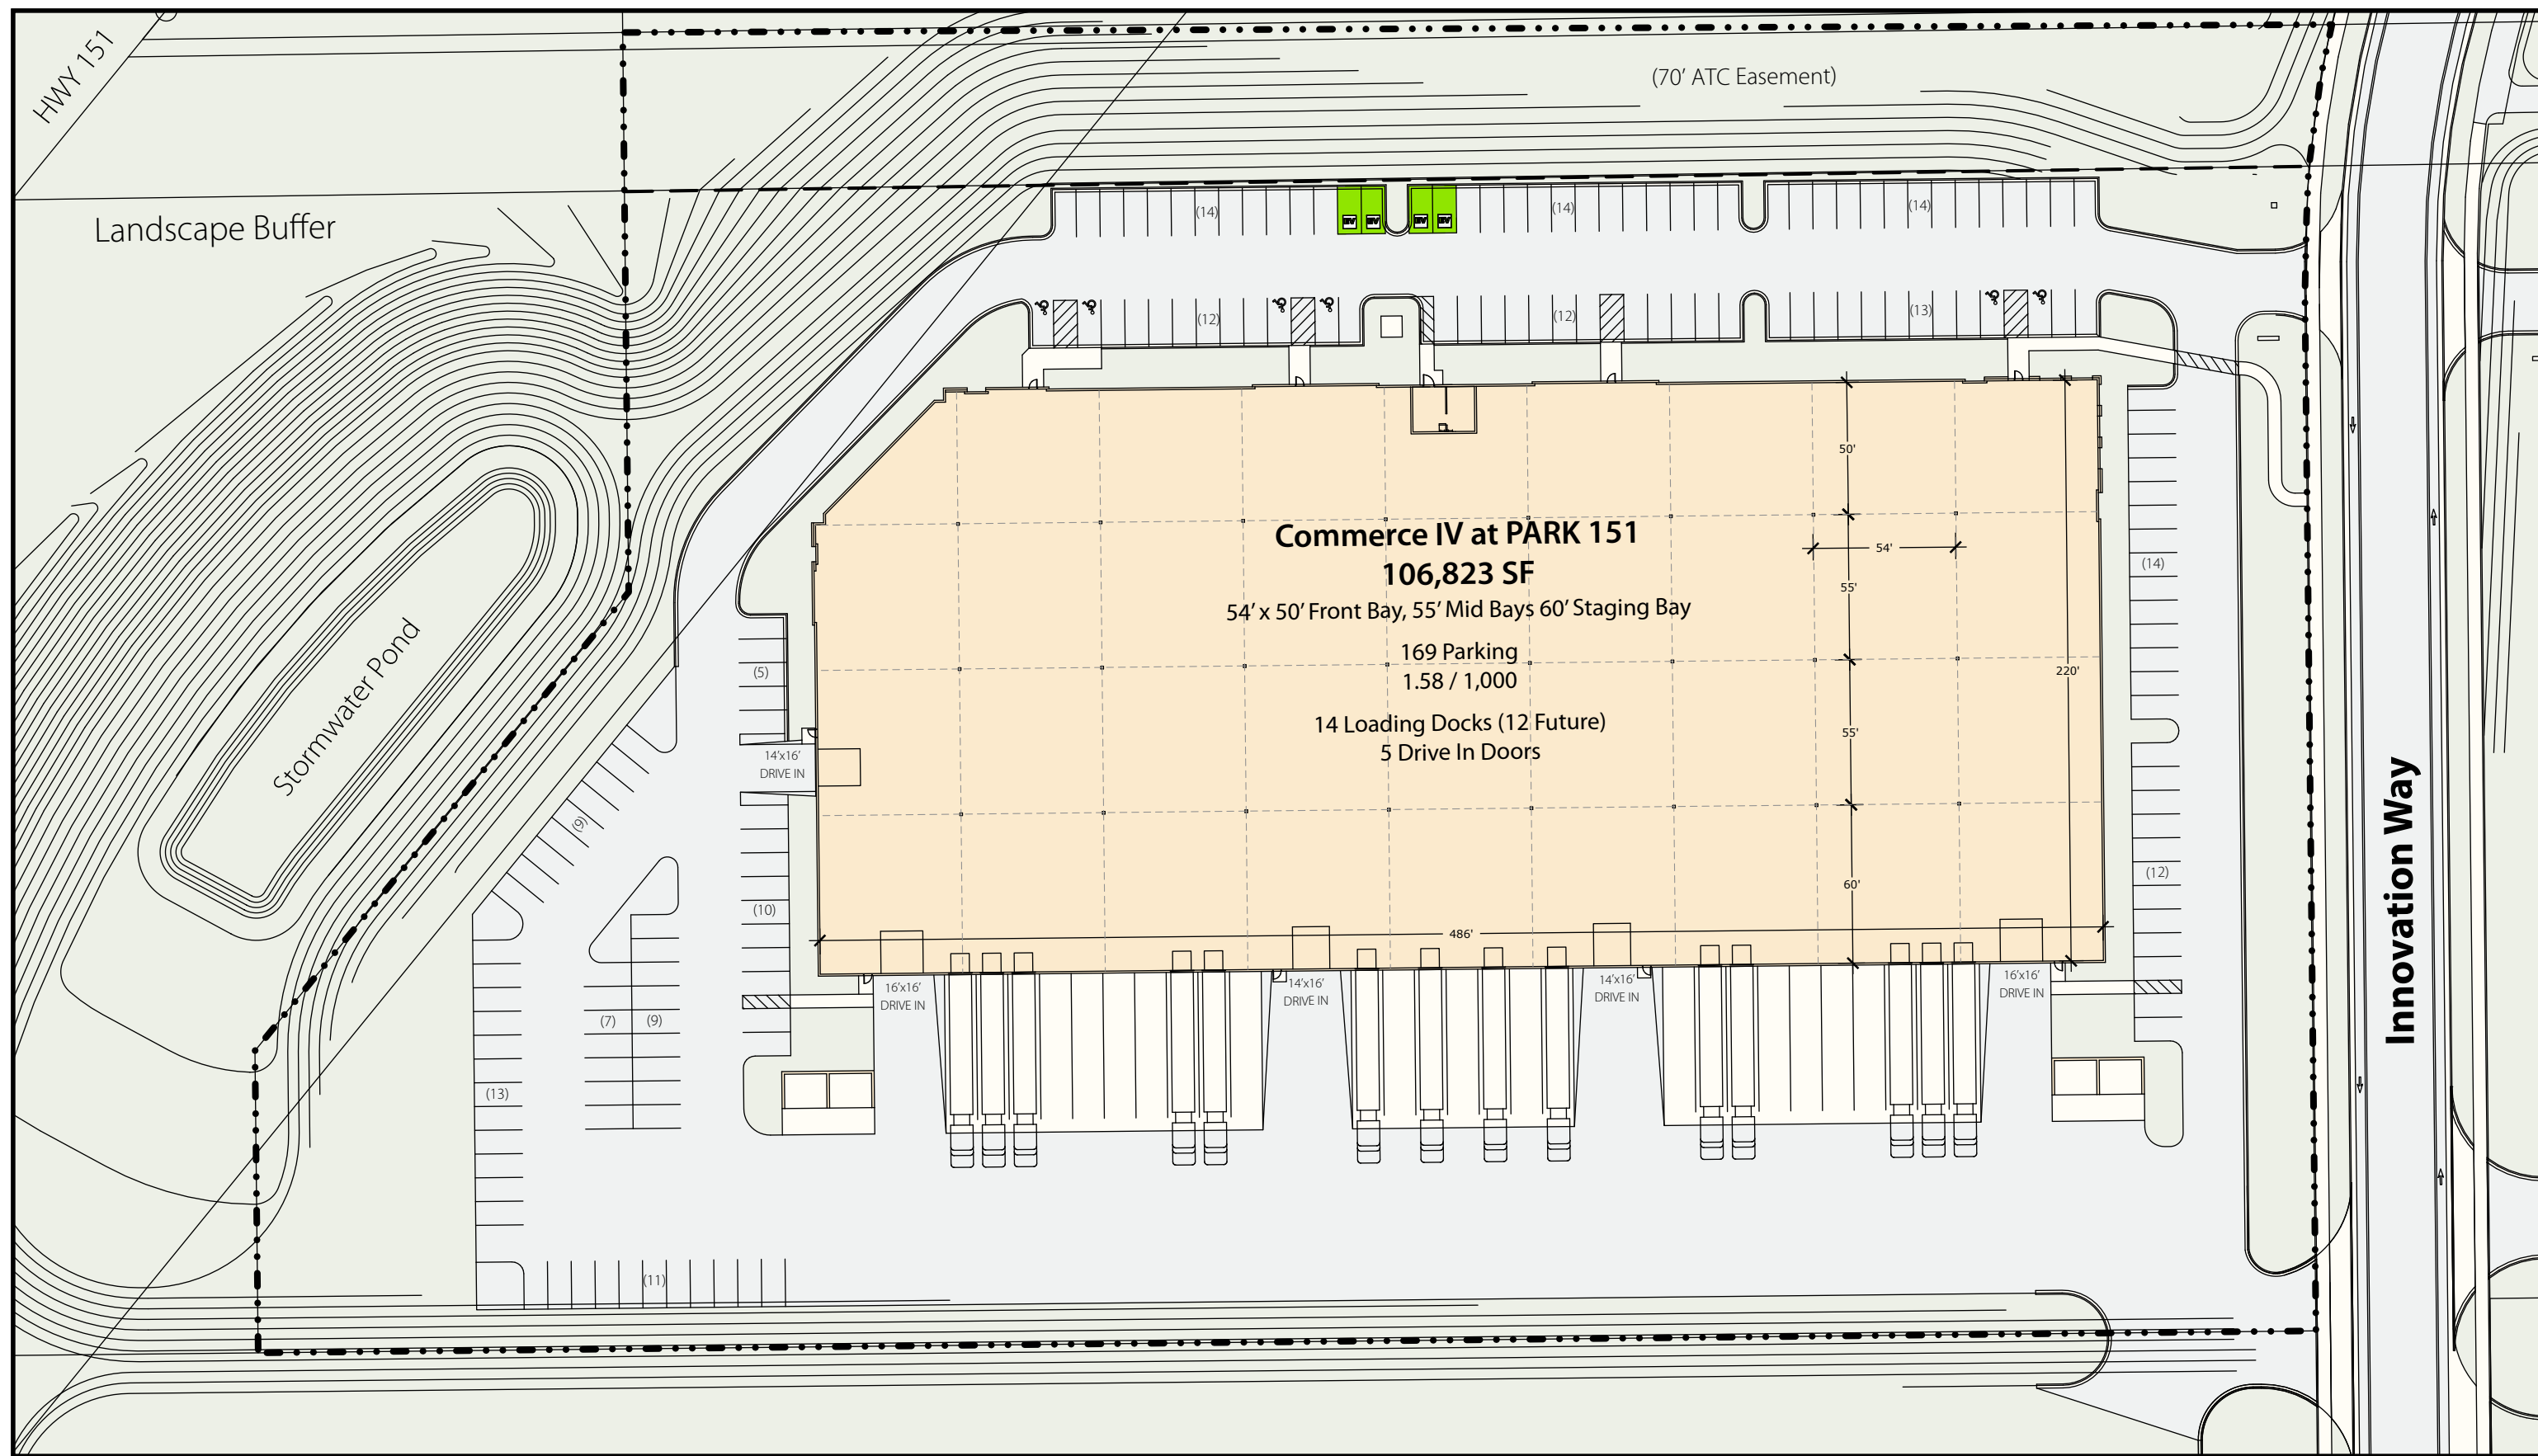 HWY 151
(70' ATC Easement)
Landscape Buffer
(14)
EV
EV
EV
EV
(14)
(14)
(12)
(12)
(13)
50'
Commerce IV at PARK 151
106,823 SF
54' x 50' Front Bay, 55' Mid Bays 60' Staging Bay
169 Parking
1.58 / 1,000
14 Loading Docks (12 Future)
5 Drive In Doors
54'
55'
55'
60'
220'
486'
(14)
(12)
Stormwater Pond
(5)
14'x16'
DRIVE IN
(9)
(10)
(7)
(9)
(13)
(11)
16'x16'
DRIVE IN
14'x16'
DRIVE IN
14'x16'
DRIVE IN
16'x16'
DRIVE IN
Innovation Way